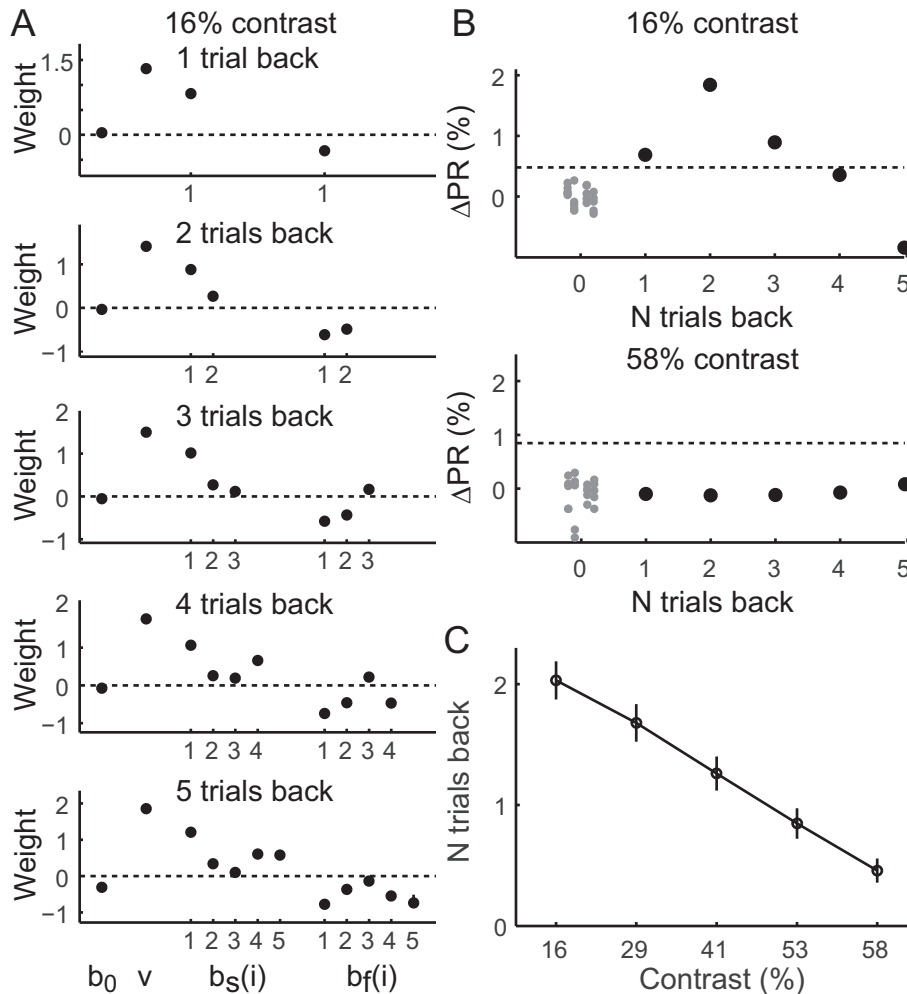 A
16% contrast
1 trial back
Weight
1.5
0
1 1
2 trials back
Weight
1
0
−1
1 2 1 2
3 trials back
Weight
2
1
0
−1
1 2 3 1 2 3
4 trials back
Weight
2
1
0
−1
1 2 3 4 1 2 3 4
5 trials back
Weight
2
1
0
−1
1 2 3 4 5 1 2 3 4 5
b0 v bs(i) bf(i)
B
16% contrast
ΔPR (%)
2
1
0
0 1 2 3 4 5
N trials back
58% contrast
ΔPR (%)
2
1
0
0 1 2 3 4 5
N trials back
C
N trials back
2
1
0
16 29 41 53 58
Contrast (%)